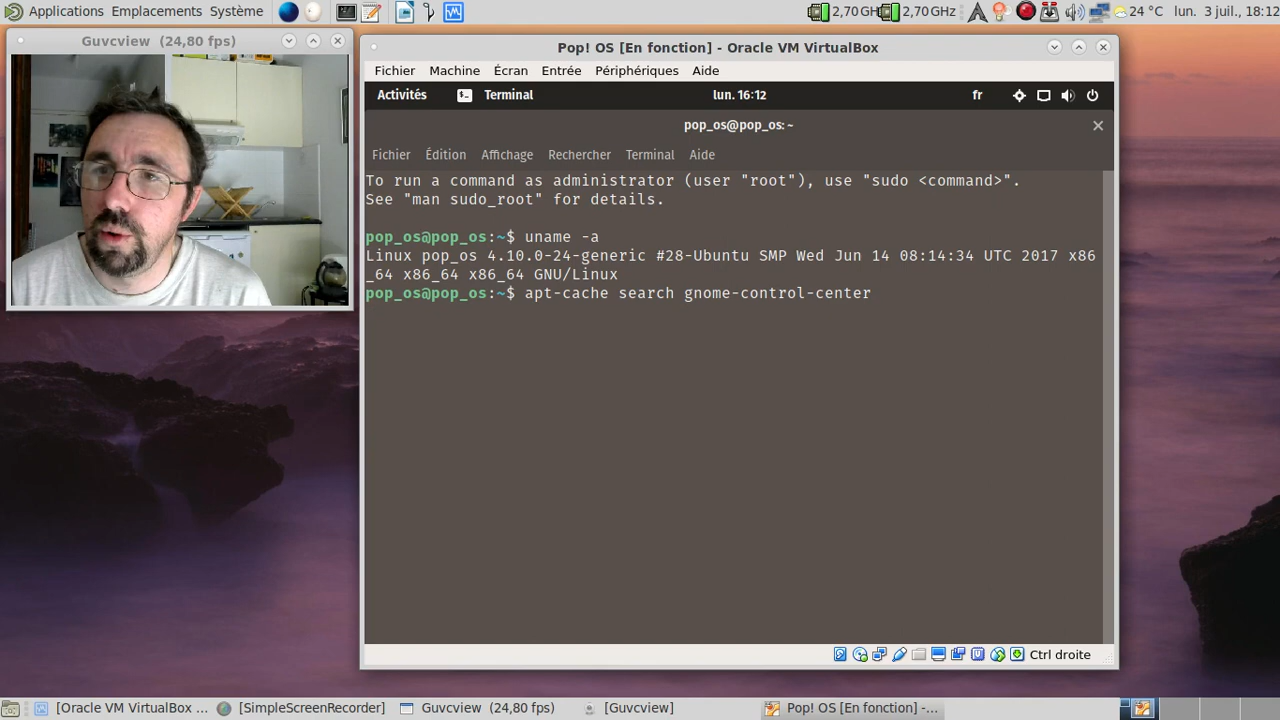 Applications Emplacements Système
2,70 GH 2,70 GHz 24 °C lun. 3 juil., 18:12
Guvcview (24,80 fps)
Pop! OS [En fonction] - Oracle VM VirtualBox
Fichier Machine Écran Entrée Périphériques Aide
Activités Terminal lun. 16:12 fr
pop_os@pop_os: ~
Fichier Édition Affichage Rechercher Terminal Aide
To run a command as administrator (user "root"), use "sudo <command>".
See "man sudo_root" for details.
pop_os@pop_os:~$ uname -a
Linux pop_os 4.10.0-24-generic #28-Ubuntu SMP Wed Jun 14 08:14:34 UTC 2017 x86
_64 x86_64 x86_64 GNU/Linux
pop_os@pop_os:~$ apt-cache search gnome-control-center
Ctrl droite
[Oracle VM VirtualBox ... [SimpleScreenRecorder] Guvcview (24,80 fps) [Guvcview] Pop! OS [En fonction] -...